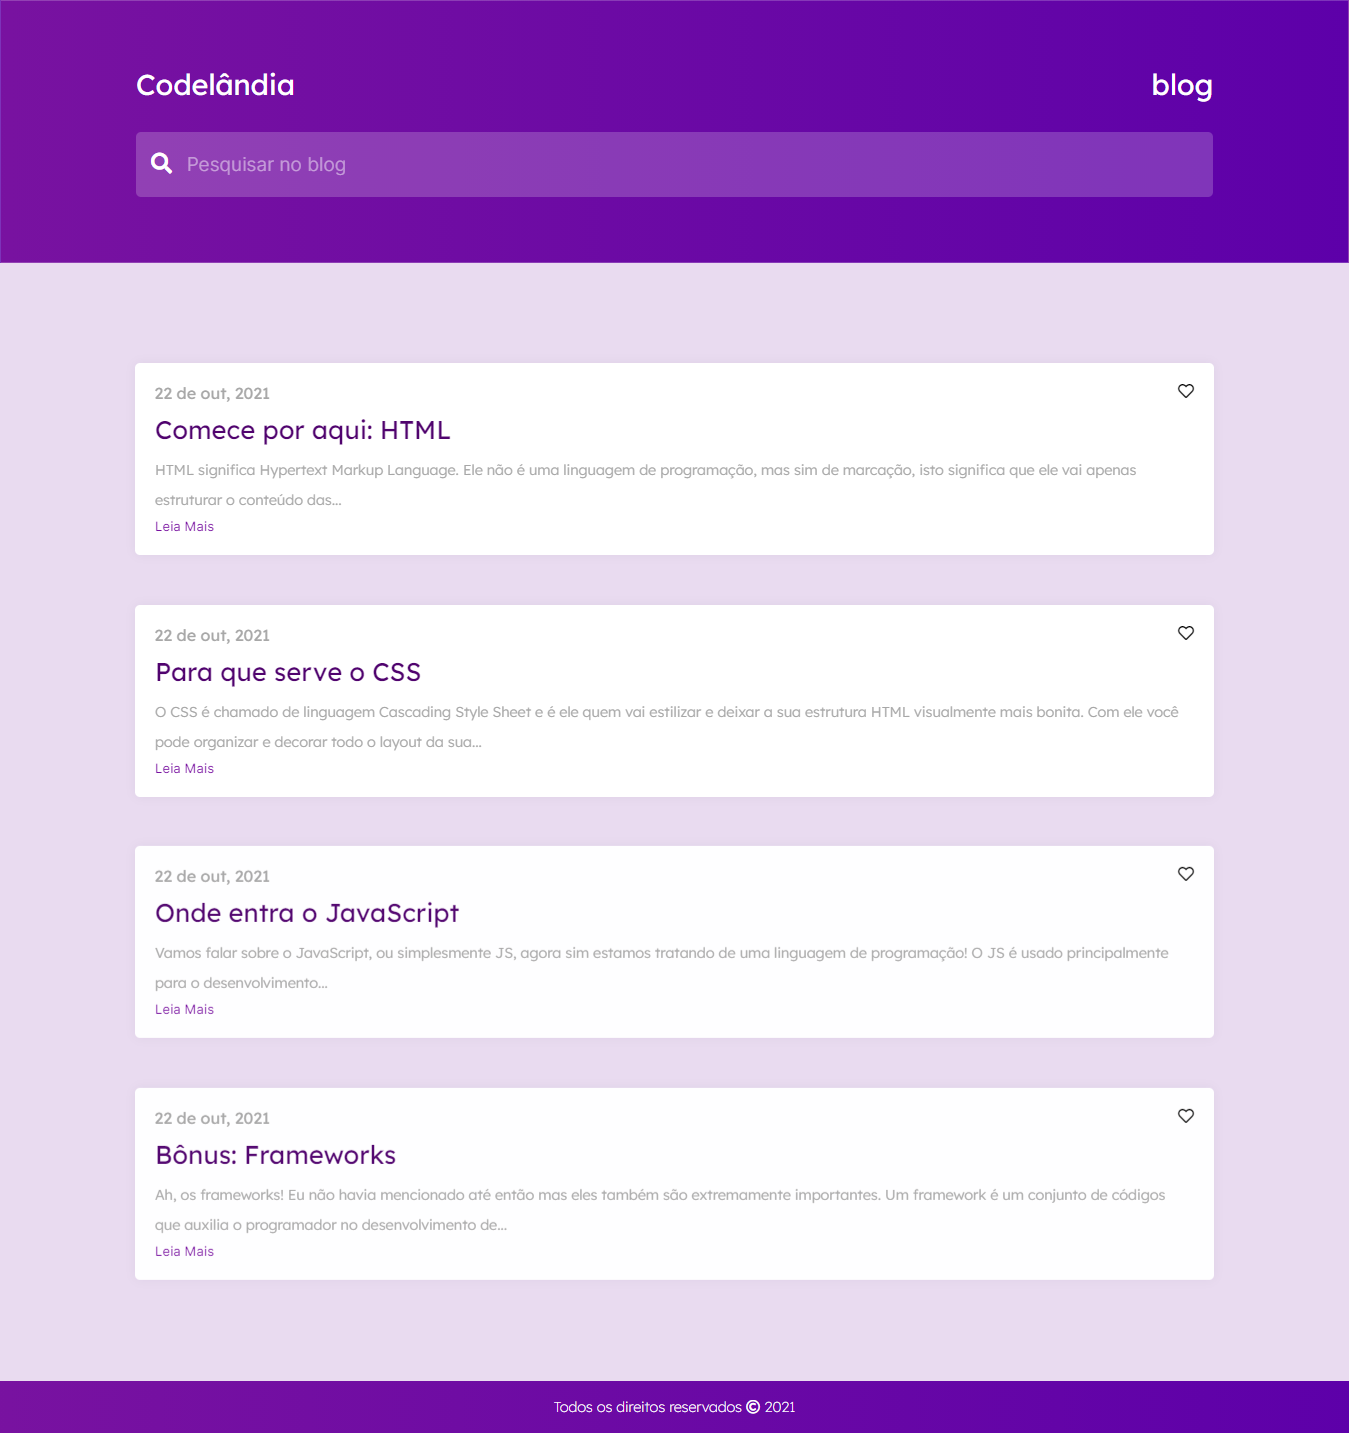 Codelândia
blog
Pesquisar no blog
22 de out, 2021
Comece por aqui: HTML
HTML significa Hypertext Markup Language. Ele não é uma linguagem de programação, mas sim de marcação, isto significa que ele vai apenas
estruturar o conteúdo das...
Leia Mais
22 de out, 2021
Para que serve o CSS
O CSS é chamado de linguagem Cascading Style Sheet e é ele quem vai estilizar e deixar a sua estrutura HTML visualmente mais bonita. Com ele você
pode organizar e decorar todo o layout da sua...
Leia Mais
22 de out, 2021
Onde entra o JavaScript
Vamos falar sobre o JavaScript, ou simplesmente JS, agora sim estamos tratando de uma linguagem de programação! O JS é usado principalmente
para o desenvolvimento...
Leia Mais
22 de out, 2021
Bônus: Frameworks
Ah, os frameworks! Eu não havia mencionado até então mas eles também são extremamente importantes. Um framework é um conjunto de códigos
que auxilia o programador no desenvolvimento de...
Leia Mais
Todos os direitos reservados © 2021